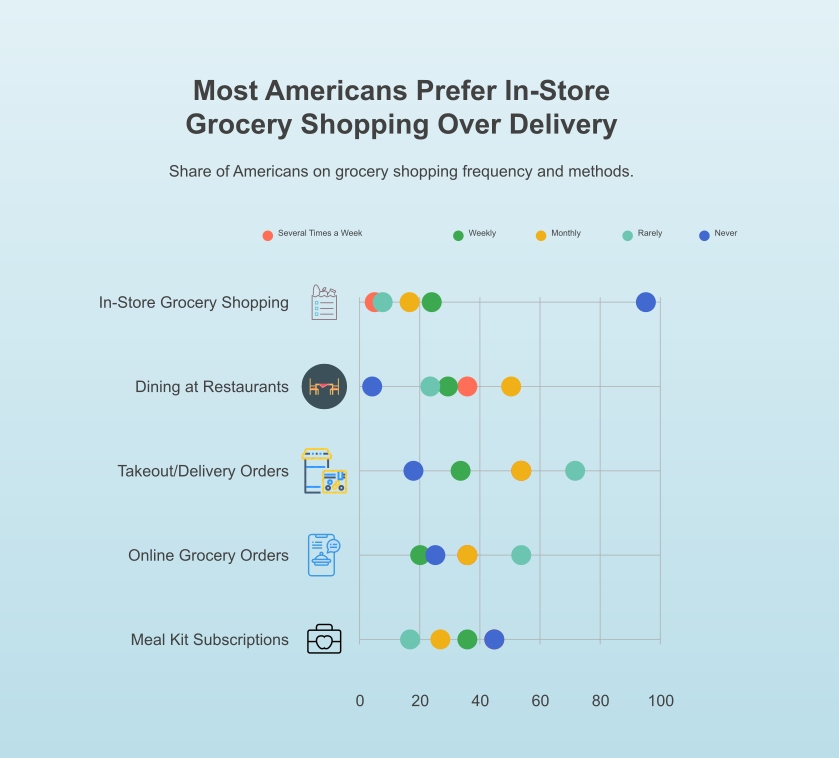 Most Americans Prefer In-Store
Grocery Shopping Over Delivery
Share of Americans on grocery shopping frequency and methods.
Several Times a Week
Weekly
Monthly
Rarely
Never
In-Store Grocery Shopping
Dining at Restaurants
Takeout/Delivery Orders
Online Grocery Orders
Meal Kit Subscriptions
0 20 40 60 80 100